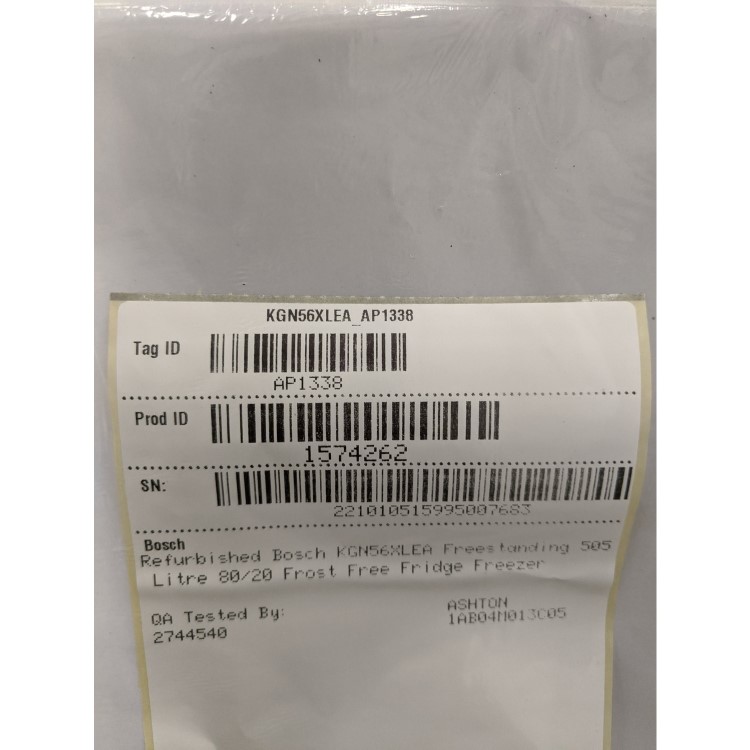 KGN56XLEA_AP1338
Tag ID
AP1338
Prod ID
1574262
SN:
221010515995007683
Bosch
Refurbished Bosch KGN56XLEA Freestanding 505
Litre 80/20 Frost Free Fridge Freezer
QA Tested By:
2744540
ASHTON
1AB04M013C05